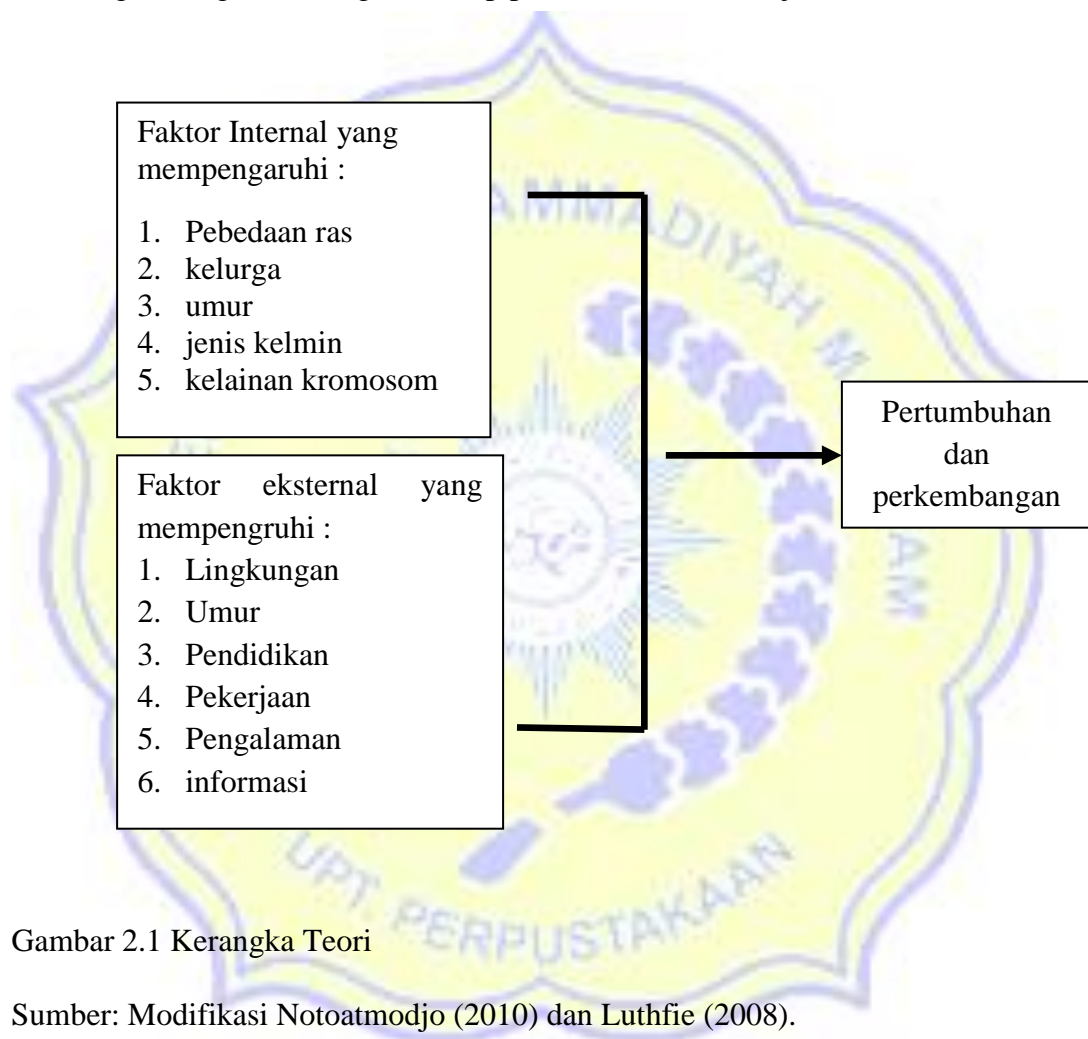 Faktor Internal yang
mempengaruhi :
1. Pebedaan ras
2. kelurga
3. umur
4. jenis kelmin
5. kelainan kromosom
Faktor eksternal yang
mempengruhi :
1. Lingkungan
2. Umur
3. Pendidikan
4. Pekerjaan
5. Pengalaman
6. informasi
Pertumbuhan
dan
perkembangan
UPT. PERPUSTAKAAN
Gambar 2.1 Kerangka Teori
Sumber: Modifikasi Notoatmodjo (2010) dan Luthfie (2008).